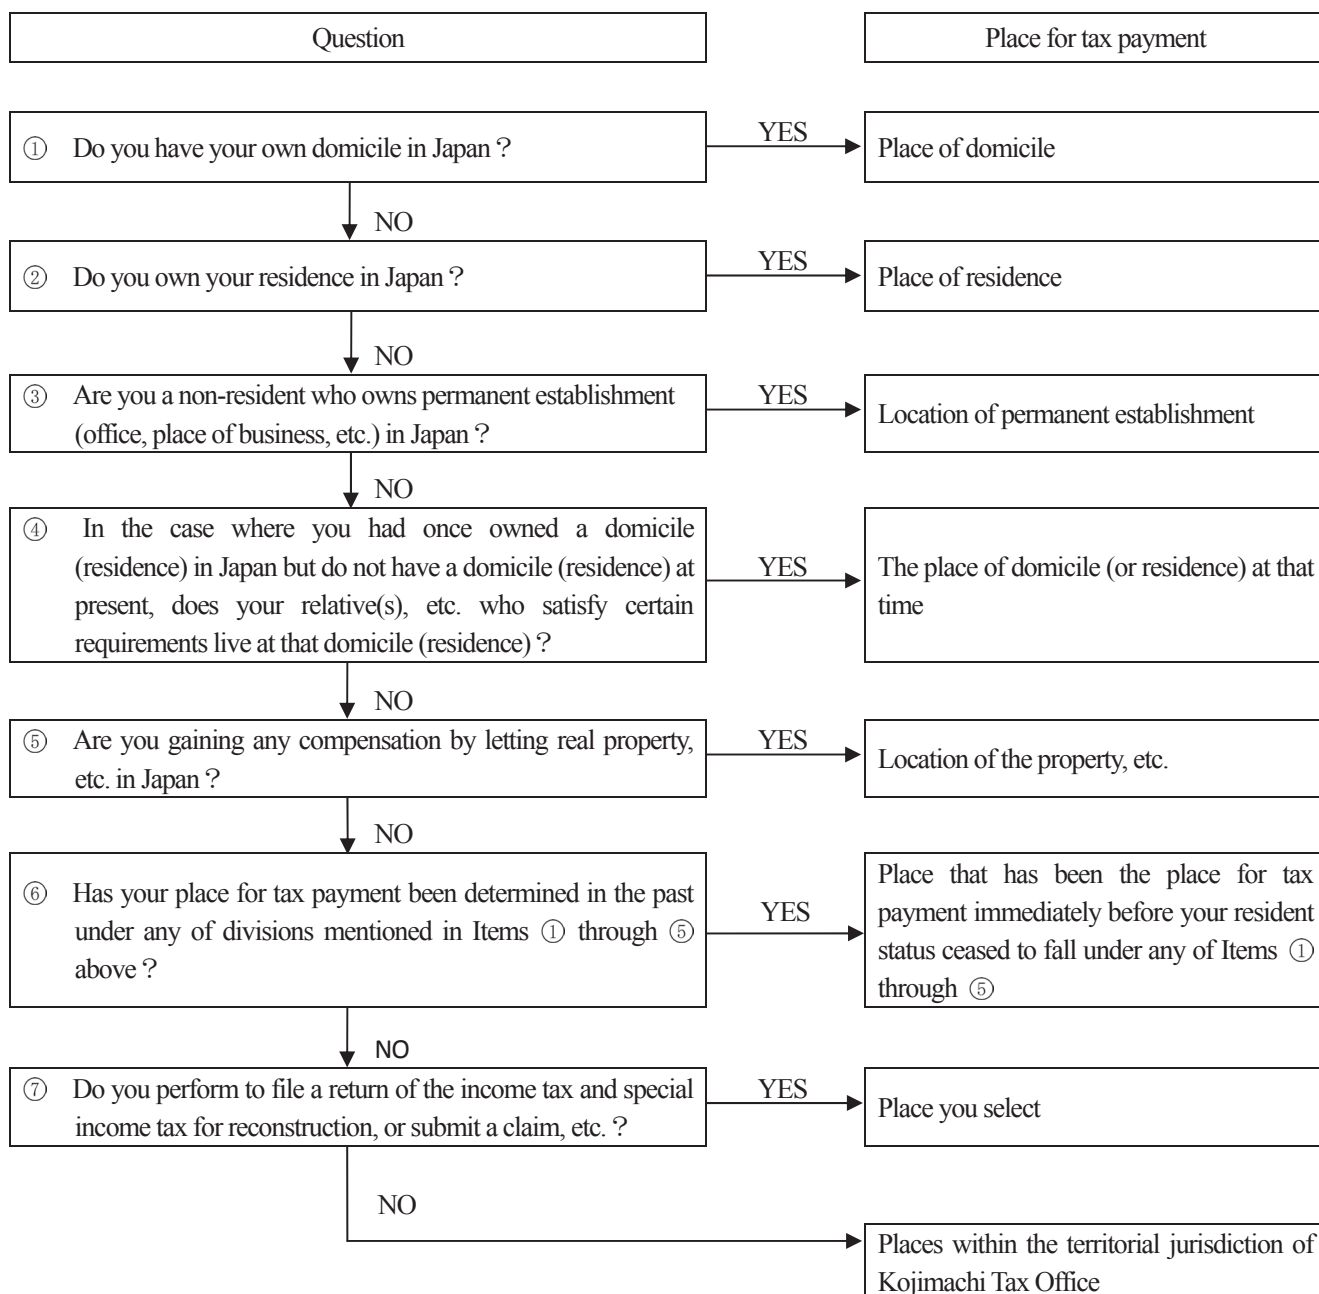 Question
Place for tax payment
① Do you have your own domicile in Japan？
YES
Place of domicile
NO
② Do you own your residence in Japan？
YES
Place of residence
NO
③ Are you a non-resident who owns permanent establishment
(office, place of business, etc.) in Japan？
YES
Location of permanent establishment
NO
④ In the case where you had once owned a domicile
(residence) in Japan but do not have a domicile (residence) at
present, does your relative(s), etc. who satisfy certain
requirements live at that domicile (residence)？
YES
The place of domicile (or residence) at that
time
NO
⑤ Are you gaining any compensation by letting real property,
etc. in Japan？
YES
Location of the property, etc.
NO
⑥ Has your place for tax payment been determined in the past
under any of divisions mentioned in Items ① through ⑤
above？
YES
Place that has been the place for tax
payment immediately before your resident
status ceased to fall under any of Items ①
through ⑤
NO
⑦ Do you perform to file a return of the income tax and special
income tax for reconstruction, or submit a claim, etc.？
YES
Place you select
NO
Places within the territorial jurisdiction of
Kojimachi Tax Office